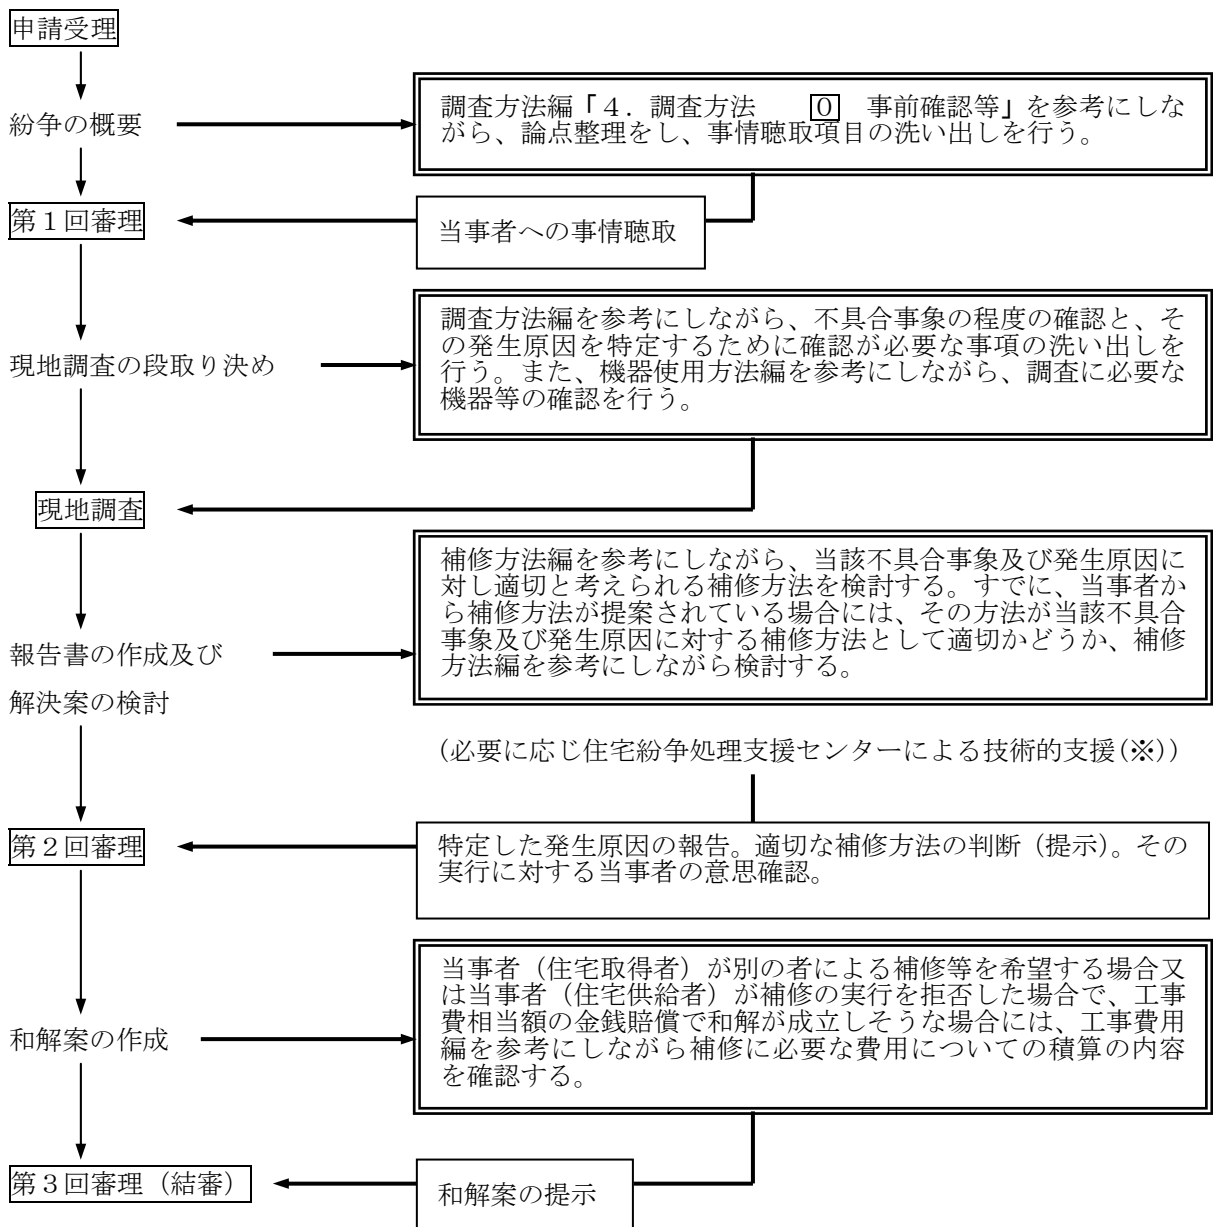 申請受理
紛争の概要
調査方法編「４．調査方法　　０　事前確認等」を参考にしな
がら、論点整理をし、事情聴取項目の洗い出しを行う。
第１回審理
当事者への事情聴取
現地調査の段取り決め
調査方法編を参考にしながら、不具合事象の程度の確認と、そ
の発生原因を特定するために確認が必要な事項の洗い出しを
行う。また、機器使用方法編を参考にしながら、調査に必要な
機器等の確認を行う。
現地調査
報告書の作成及び
解決案の検討
補修方法編を参考にしながら、当該不具合事象及び発生原因に
対し適切と考えられる補修方法を検討する。すでに、当事者か
ら補修方法が提案されている場合には、その方法が当該不具合
事象及び発生原因に対する補修方法として適切かどうか、補修
方法編を参考にしながら検討する。
（必要に応じ住宅紛争処理支援センターによる技術的支援(※)）
第２回審理
特定した発生原因の報告。適切な補修方法の判断（提示）。その
実行に対する当事者の意思確認。
和解案の作成
当事者（住宅取得者）が別の者による補修等を希望する場合又
は当事者（住宅供給者）が補修の実行を拒否した場合で、工事
費相当額の金銭賠償で和解が成立しそうな場合には、工事費用
編を参考にしながら補修に必要な費用についての積算の内容
を確認する。
第３回審理（結審）
和解案の提示